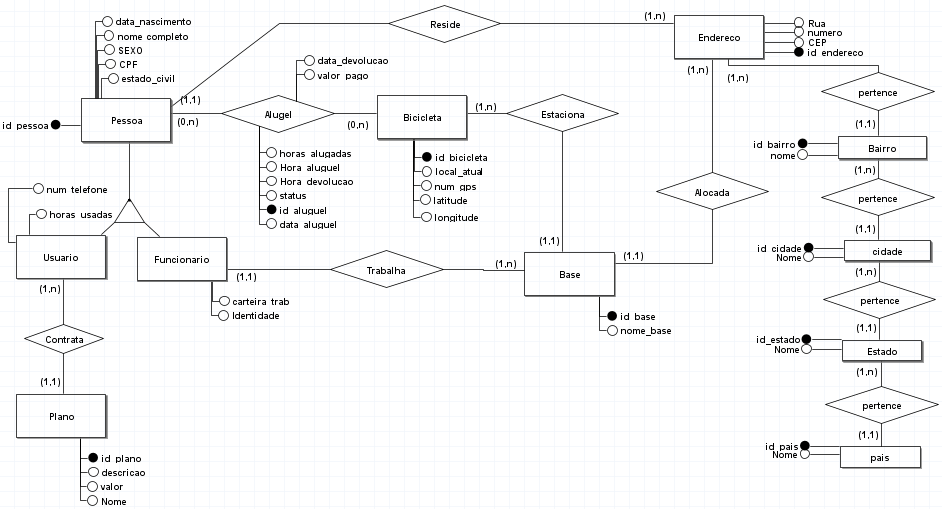 data_nascimento
nome completo
SEXO
CPF
estado_civil
Pessoa
id pessoa
(1,1)
(0,n)
Reside
(1,n)
Endereco
Rua
numero
CEP
id endereco
(1,n)
(1,n)
data_devolucao
valor pago
Alugel
(0,n)
horas alugadas
Hora aluguel
Hora devolucao
status
id aluguel
data aluguel
Bicicleta
(1,n)
id bicicleta
local_atual
num gps
latitude
longitude
Estaciona
(1,1)
Alocada
(1,1)
pertence
(1,1)
id bairro
nome
Bairro
(1,n)
pertence
(1,1)
id cidade
Nome
cidade
(1,n)
pertence
(1,1)
id_estado
Nome
Estado
(1,n)
pertence
(1,1)
id pais
Nome
pais
num telefone
horas usadas
Usuario
(1,n)
Funcionario
(1,1)
carteira trab
Identidade
Trabalha
(1,n)
Base
id base
nome_base
Contrata
(1,1)
Plano
id plano
descricao
valor
Nome